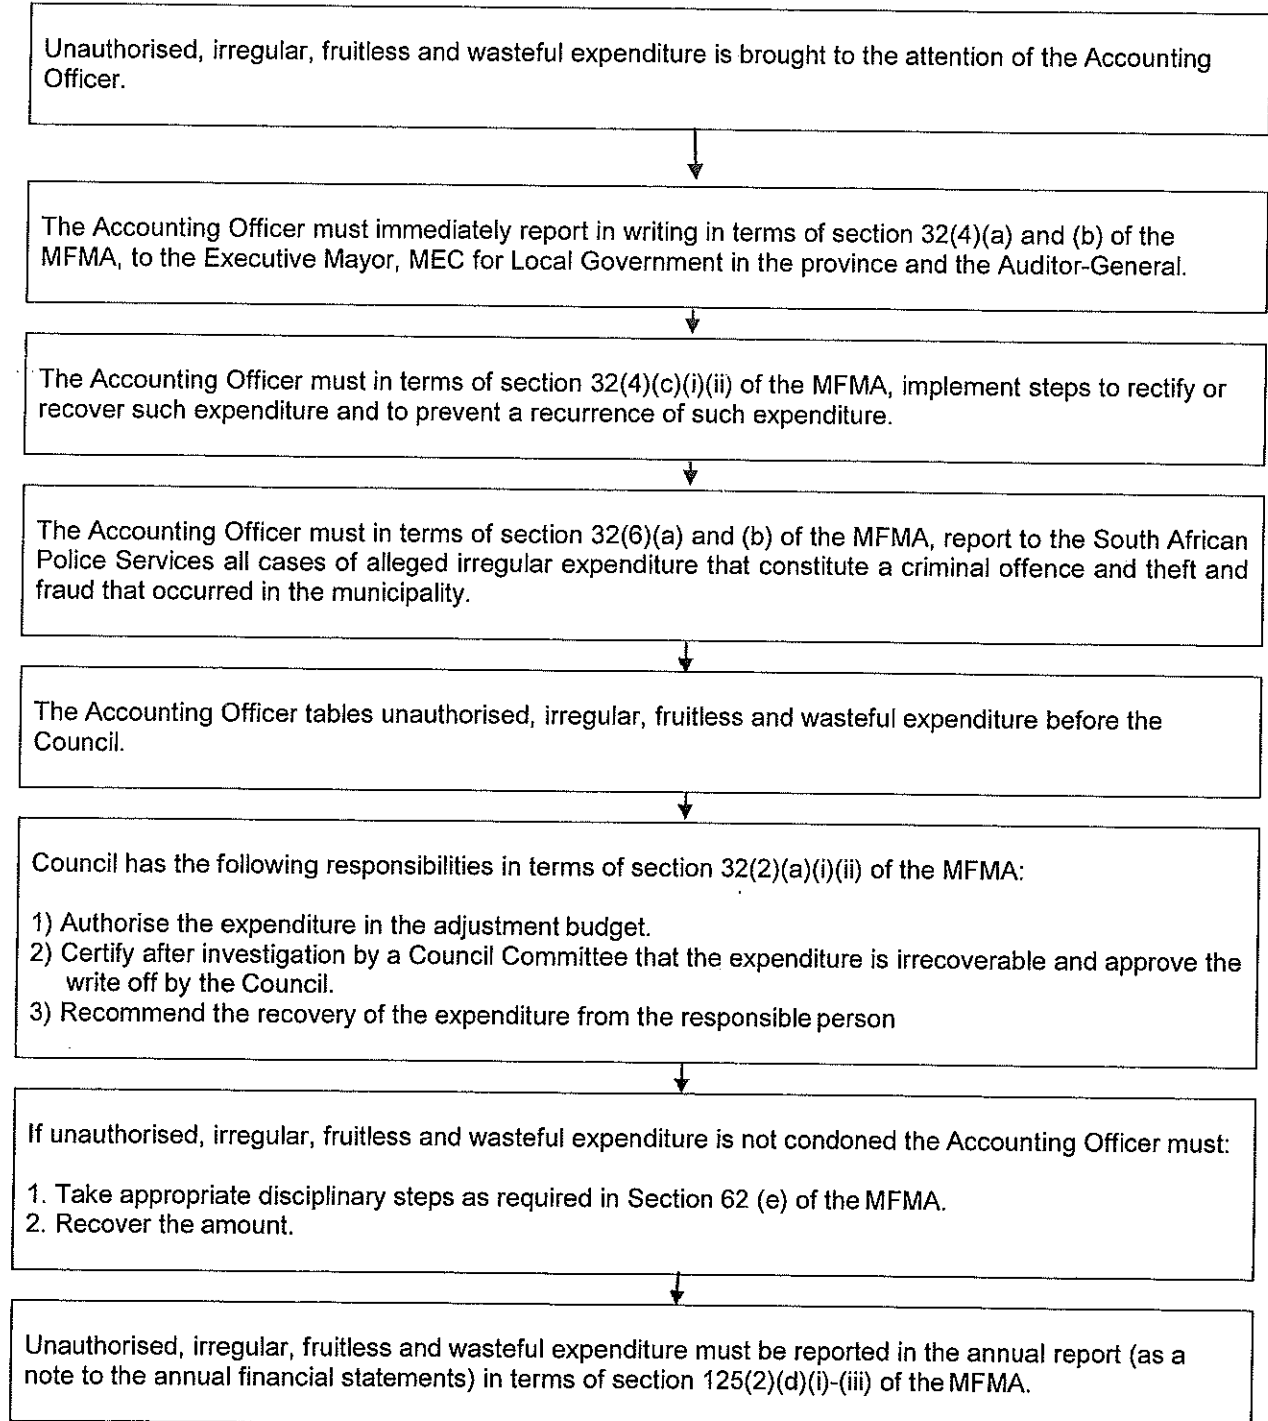 Unauthorised, irregular, fruitless and wasteful expenditure is brought to the attention of the Accounting
Officer.
The Accounting Officer must immediately report in writing in terms of section 32(4)(a) and (b) of the
MFMA, to the Executive Mayor, MEC for Local Government in the province and the Auditor-General.
The Accounting Officer must in terms of section 32(4)(c)(i)(ii) of the MFMA, implement steps to rectify or
recover such expenditure and to prevent a recurrence of such expenditure.
The Accounting Officer must in terms of section 32(6)(a) and (b) of the MFMA, report to the South African
Police Services all cases of alleged irregular expenditure that constitute a criminal offence and theft and
fraud that occurred in the municipality.
The Accounting Officer tables unauthorised, irregular, fruitless and wasteful expenditure before the
Council.
Council has the following responsibilities in terms of section 32(2)(a)(i)(ii) of the MFMA:
1) Authorise the expenditure in the adjustment budget.
2) Certify after investigation by a Council Committee that the expenditure is irrecoverable and approve the
write off by the Council.
3) Recommend the recovery of the expenditure from the responsible person
If unauthorised, irregular, fruitless and wasteful expenditure is not condoned the Accounting Officer must:
1. Take appropriate disciplinary steps as required in Section 62 (e) of the MFMA.
2. Recover the amount.
Unauthorised, irregular, fruitless and wasteful expenditure must be reported in the annual report (as a
note to the annual financial statements) in terms of section 125(2)(d)(i)-(iii) of the MFMA.